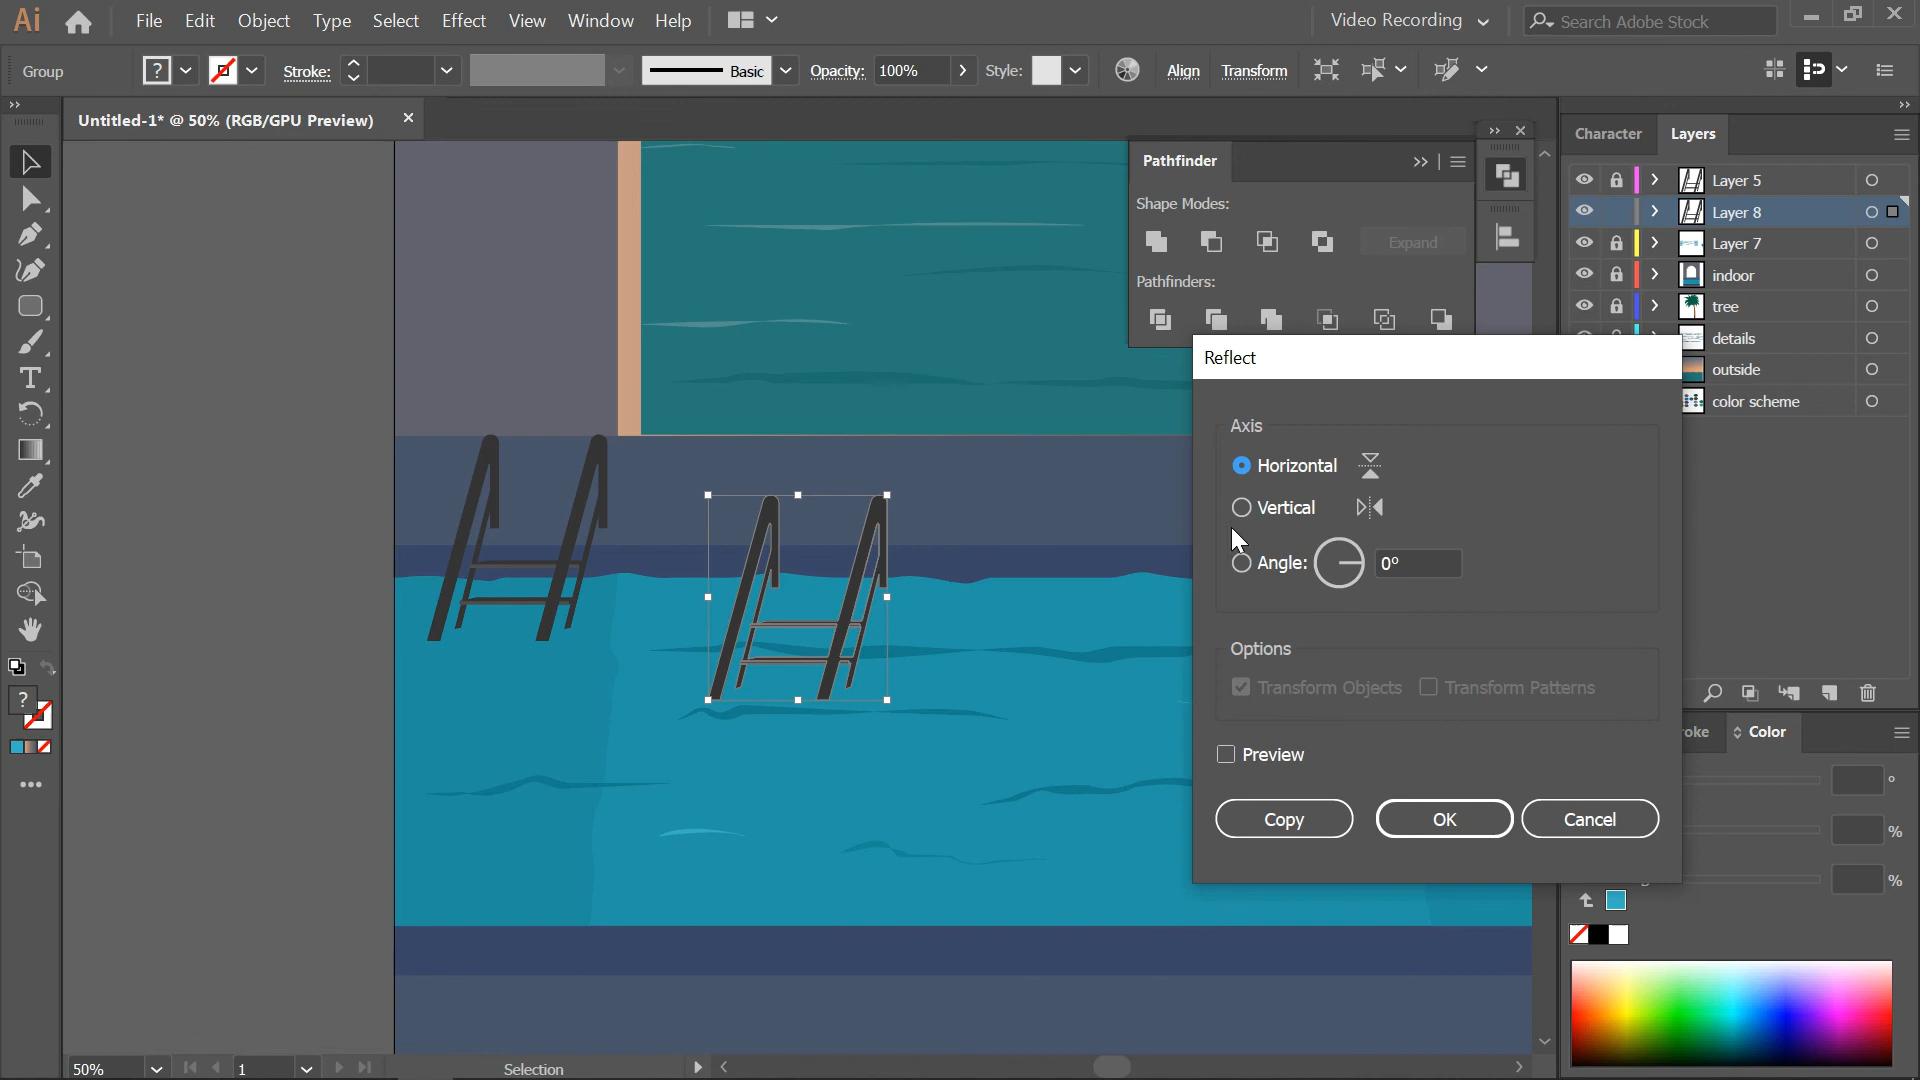 Ai File Edit Object Type Select Effect View Window Help Video Recording Search Adobe Stock
Group ? Stroke: Basic Opacity: 100% Style: Align Transform
Untitled-1* @ 50% (RGB/GPU Preview)
Pathfinder
Shape Modes:
Expand
Pathfinders:
Character Layers
Layer 5
Layer 8
Layer 7
indoor
tree
details
outside
color scheme
Reflect
Axis
Horizontal
Vertical
Angle: 0°
Options
Transform Objects Transform Patterns
Preview
Copy OK Cancel
?
roke Color
°
%
%
50% 1 Selection